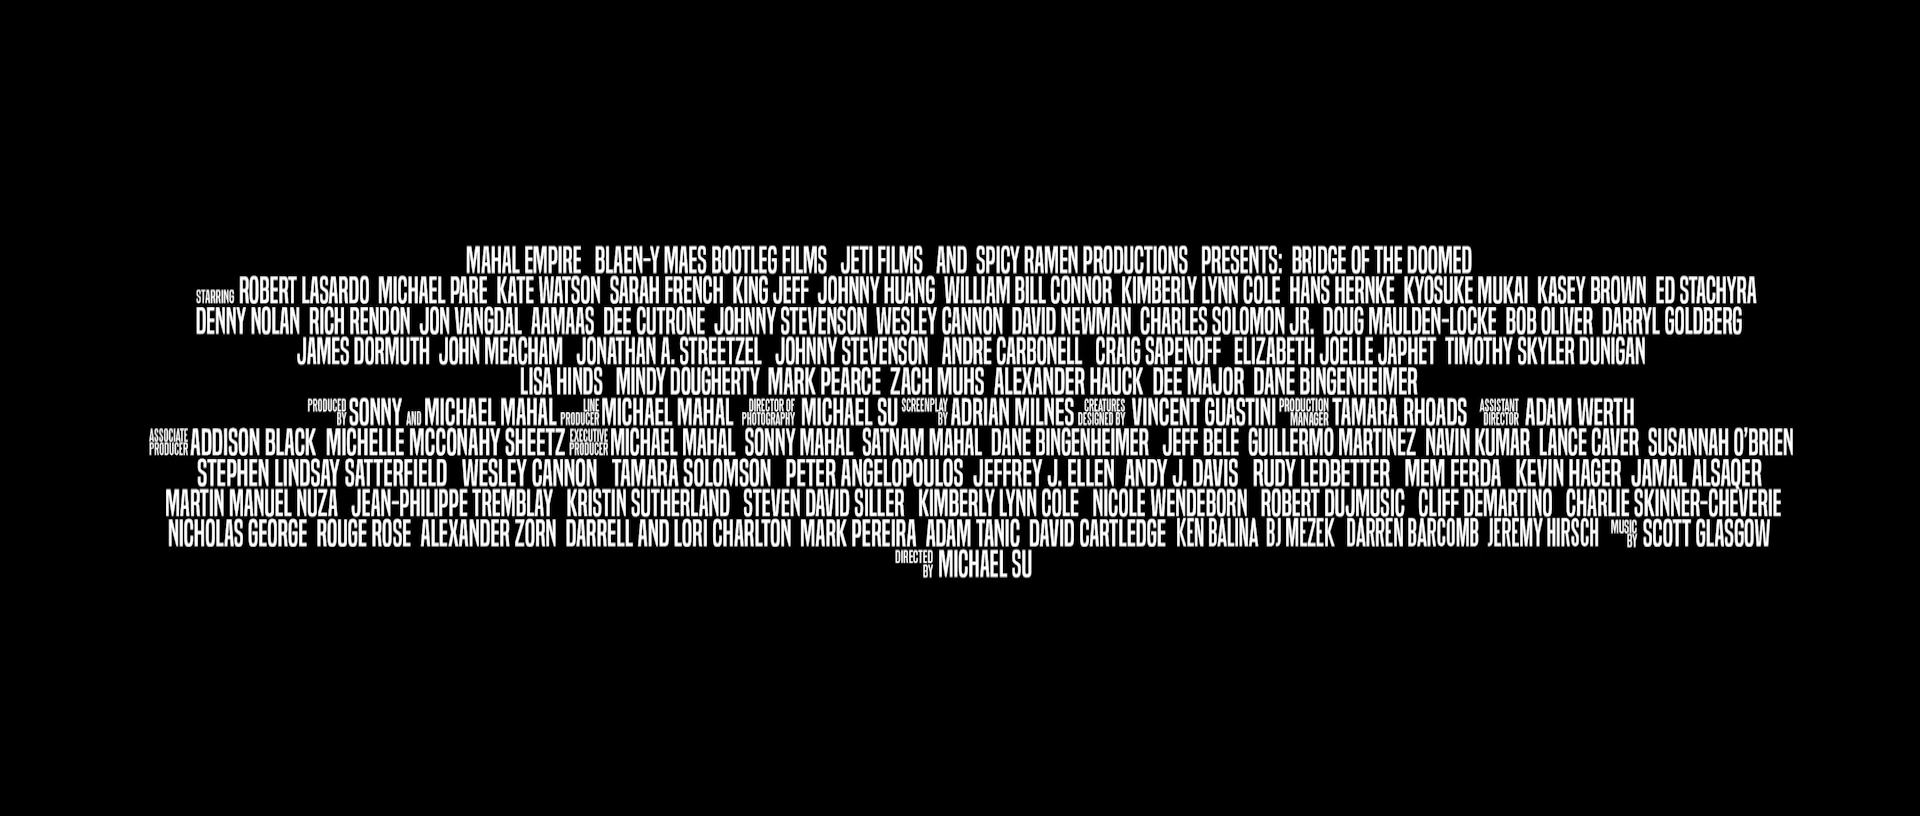 MAHAL EMPIRE BLAEN-Y MAES BOOTLEG FILMS JETI FILMS AND SPICY RAMEN PRODUCTIONS PRESENTS: BRIDGE OF THE DOOMED
STARRING ROBERT LASARDO MICHAEL PARE KATE WATSON SARAH FRENCH KING JEFF JOHNNY HUANG WILLIAM BILL CONNOR KIMBERLY LYNN COLE HANS HERNKE KYOSUKE MUKAI KASEY BROWN ED STACHYRA
DENNY NOLAN RICH RENDON JON VANGDAL AAMAAS DEE CUTRONE JOHNNY STEVENSON WESLEY CANNON DAVID NEWMAN CHARLES SOLOMON JR. DOUG MAULDEN-LOCKE BOB OLIVER DARRYL GOLDBERG
JAMES DORMUTH JOHN MEACHAM JONATHAN A. STREETZEL JOHNNY STEVENSON ANDRE CARBONELL CRAIG SAPENOFF ELIZABETH JOELLE JAPHET TIMOTHY SKYLER DUNIGAN
LISA HINDS MINDY DOUGHERTY MARK PEARCE ZACH MUHS ALEXANDER HAUCK DEE MAJOR DANE BINGENHEIMER
PRODUCED BY SONNY AND MICHAEL MAHAL LINE PRODUCER MICHAEL MAHAL DIRECTOR OF PHOTOGRAPHY MICHAEL SU SCREENPLAY BY ADRIAN MILNES CREATURES DESIGNED BY VINCENT GUASTINI PRODUCTION MANAGER TAMARA RHOADS ASSISTANT DIRECTOR ADAM WERTH
ASSOCIATE PRODUCER ADDISON BLACK MICHELLE MCCONAHY SHEETZ EXECUTIVE PRODUCER MICHAEL MAHAL SONNY MAHAL SATNAM MAHAL DANE BINGENHEIMER JEFF BELE GUILLERMO MARTINEZ NAVIN KUMAR LANCE CAVER SUSANNAH O'BRIEN
STEPHEN LINDSAY SATTERFIELD WESLEY CANNON TAMARA SOLOMSON PETER ANGELOPOULOS JEFFREY J. ELLEN ANDY J. DAVIS RUDY LEDBETTER MEM FERDA KEVIN HAGER JAMAL ALSAQER
MARTIN MANUEL NUZA JEAN-PHILIPPE TREMBLAY KRISTIN SUTHERLAND STEVEN DAVID SILLER KIMBERLY LYNN COLE NICOLE WENDEBORN ROBERT DUJMUSIC CLIFF DEMARTINO CHARLIE SKINNER-CHEVERIE
NICHOLAS GEORGE ROUGE ROSE ALEXANDER ZORN DARRELL AND LORI CHARLTON MARK PEREIRA ADAM TANIC DAVID CARTLEDGE KEN BALINA BJ MEZEK DARREN BARCOMB JEREMY HIRSCH MUSIC BY SCOTT GLASGOW
DIRECTED BY MICHAEL SU